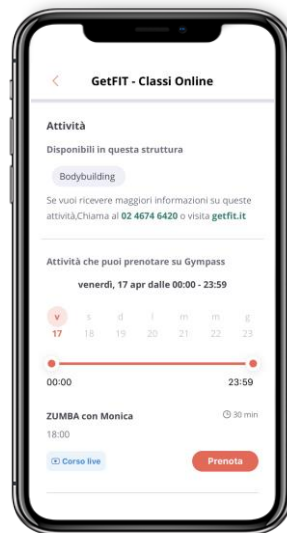 GetFIT - Classi Online
Attività
Disponibili in questa struttura
Bodybuilding
Se vuoi ricevere maggiori informazioni su queste
attività,Chiama al 02 4674 6420 o visita getfit.it
Attività che puoi prenotare su Gympass
venerdì, 17 apr dalle 00:00 - 23:59
v s d l m m g
17 18 19 20 21 22 23
00:00 23:59
ZUMBA con Monica 30 min
18:00
Corso live Prenota